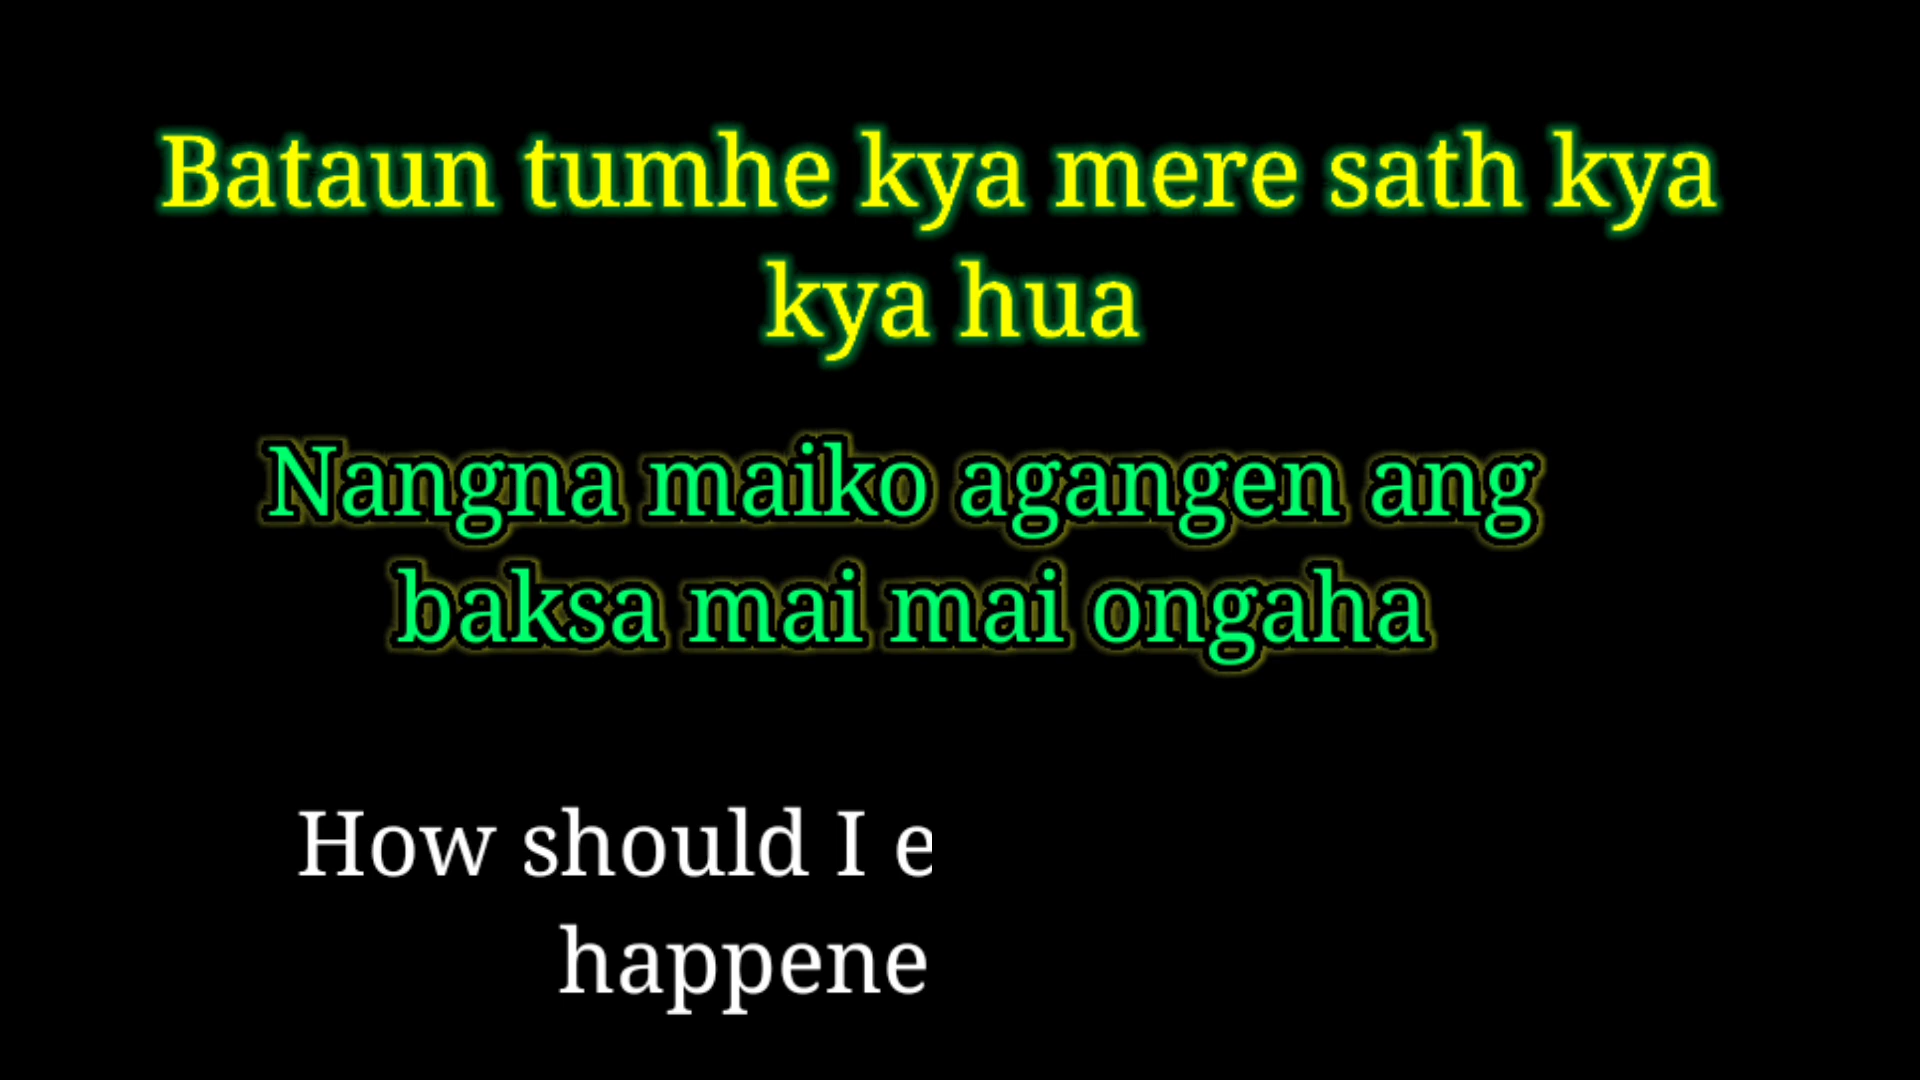 Bataun tumhe kya mere sath kya
kya hua
Nangna maiko agangen ang
baksa mai mai ongaha
How should I e
happene